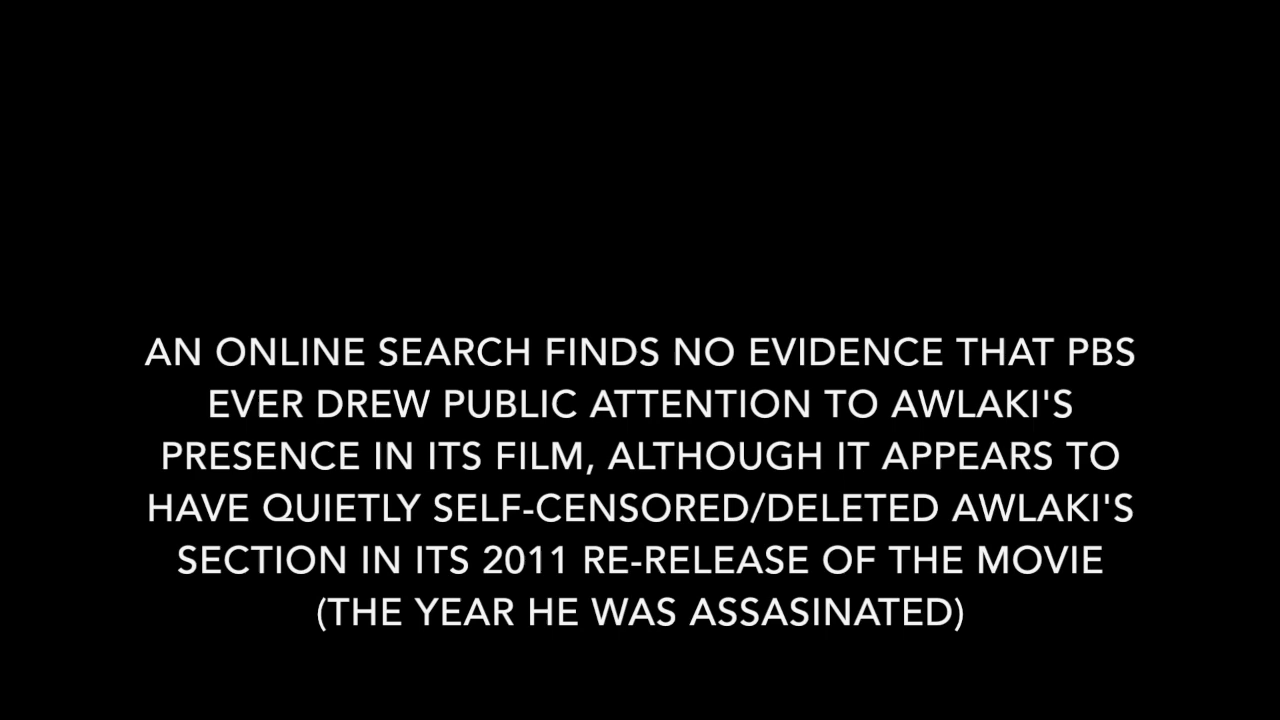 AN ONLINE SEARCH FINDS NO EVIDENCE THAT PBS
EVER DREW PUBLIC ATTENTION TO AWLAKI'S
PRESENCE IN ITS FILM, ALTHOUGH IT APPEARS TO
HAVE QUIETLY SELF-CENSORED/DELETED AWLAKI'S
SECTION IN ITS 2011 RE-RELEASE OF THE MOVIE
(THE YEAR HE WAS ASSASINATED)